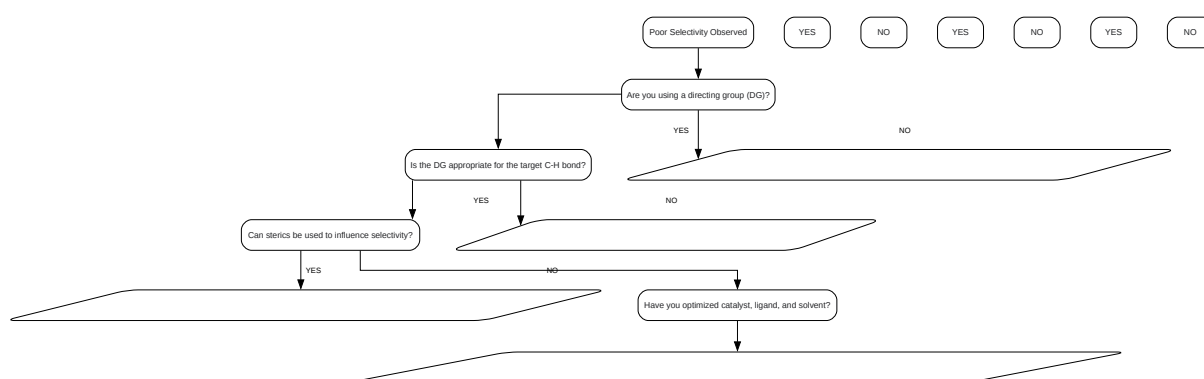 Poor Selectivity Observed
YES
NO
YES
NO
YES
NO
Are you using a directing group (DG)?
YES
NO
Is the DG appropriate for the target C-H bond?
YES
NO
Can sterics be used to influence selectivity?
YES
NO
Have you optimized catalyst, ligand, and solvent?